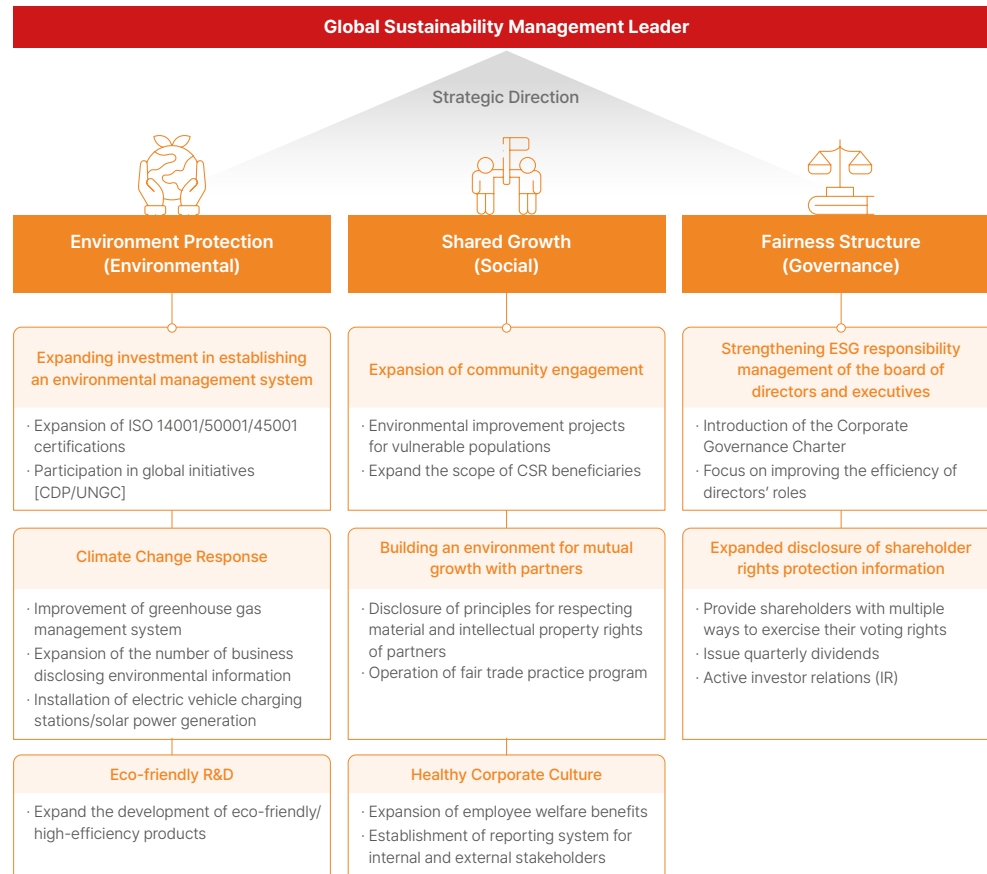 Global Sustainability Management Leader
Strategic Direction
Environment Protection
(Environmental)
Expanding investment in establishing
an environmental management system
· Expansion of ISO 14001/50001/45001
certifications
· Participation in global initiatives
[CDP/UNGC]
Climate Change Response
· Improvement of greenhouse gas
management system
· Expansion of the number of business
disclosing environmental information
· Installation of electric vehicle charging
stations/solar power generation
Eco-friendly R&D
· Expand the development of eco-friendly/
high-efficiency products
Shared Growth
(Social)
Expansion of community engagement
· Environmental improvement projects
for vulnerable populations
· Expand the scope of CSR beneficiaries
Building an environment for mutual
growth with partners
· Disclosure of principles for respecting
material and intellectual property rights
of partners
· Operation of fair trade practice program
Healthy Corporate Culture
· Expansion of employee welfare benefits
· Establishment of reporting system for
internal and external stakeholders
Fairness Structure
(Governance)
Strengthening ESG responsibility
management of the board of
directors and executives
· Introduction of the Corporate
Governance Charter
· Focus on improving the efficiency of
directors’ roles
Expanded disclosure of shareholder
rights protection information
· Provide shareholders with multiple
ways to exercise their voting rights
· Issue quarterly dividends
· Active investor relations (IR)